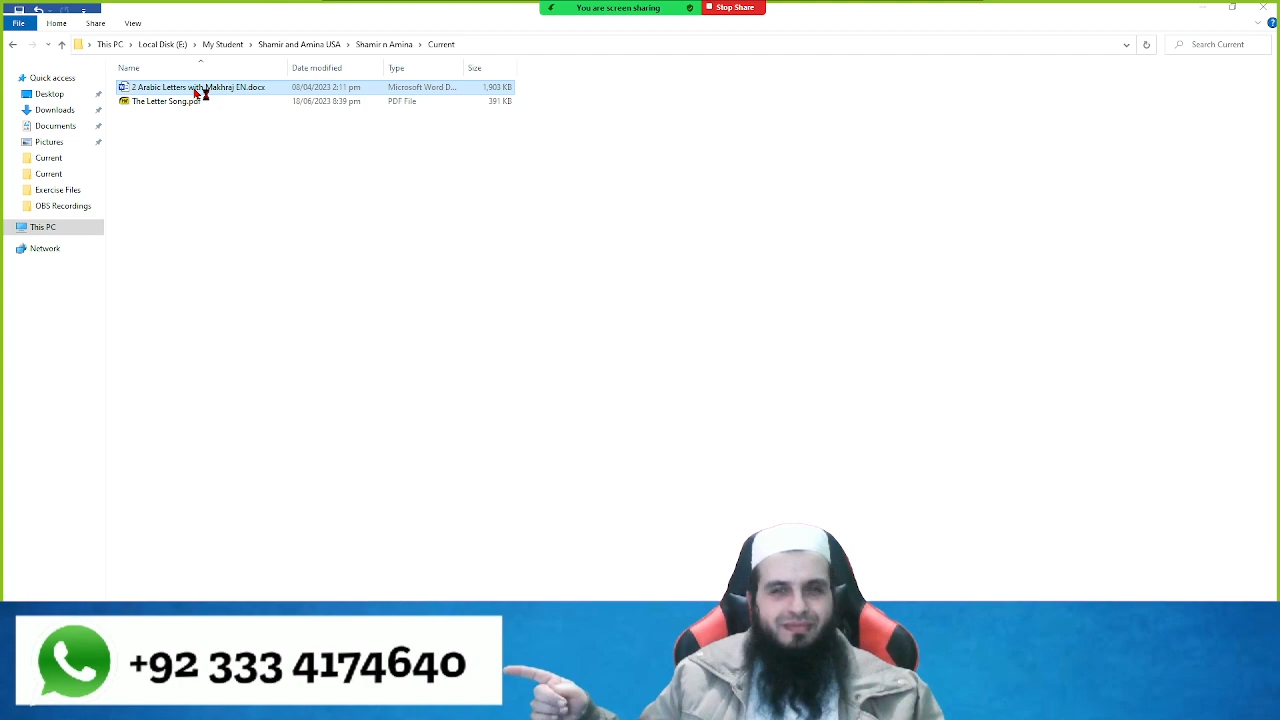 You are screen sharing
Stop Share
File
Home
Share
View
This PC
Local Disk (E:)
My Student
Shamir and Amina USA
Shamir n Amina
Current
Search Current
Name
Date modified
Type
Size
Quick access
Desktop
Downloads
Documents
Pictures
Current
Current
Exercise Files
OBS Recordings
This PC
Network
2 Arabic Letters with Makhraj EN.docx
08/04/2023 2:11 pm
Microsoft Word D...
1,903 KB
The Letter Song.pdf
18/06/2023 8:39 pm
PDF File
391 KB
+92 333 4174640